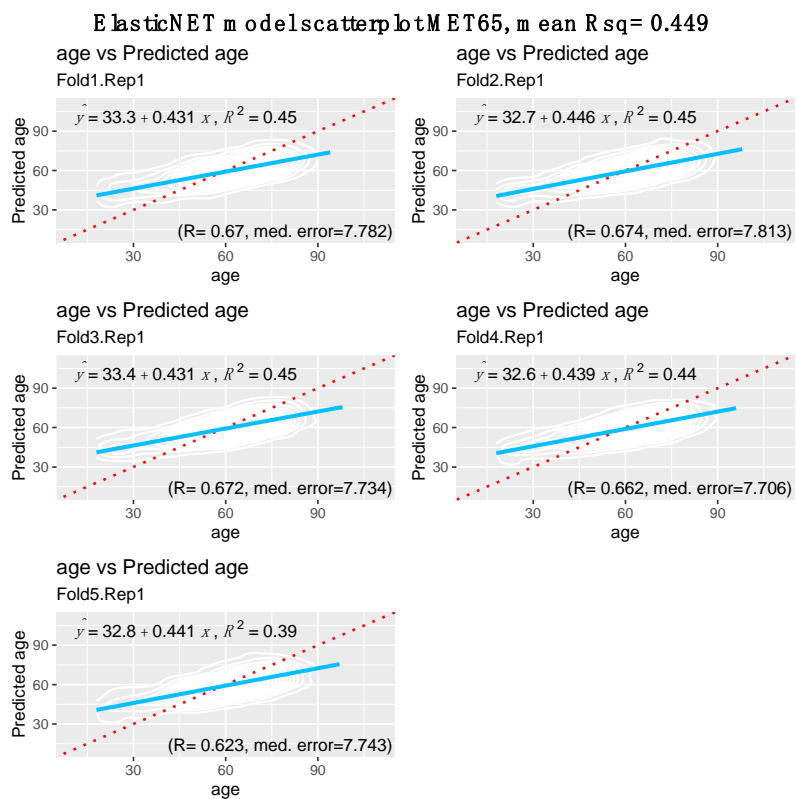 ElasticNET model scatterplot MET65, mean Rsq= 0.449
age vs Predicted age
Fold1.Rep1
ŷ = 33.3 + 0.431 x , R² = 0.45
(R= 0.67, med. error=7.782)
Predicted age
90
60
30
30 60 90
age
age vs Predicted age
Fold2.Rep1
ŷ = 32.7 + 0.446 x , R² = 0.45
(R= 0.674, med. error=7.813)
Predicted age
90
60
30
30 60 90
age
age vs Predicted age
Fold3.Rep1
ŷ = 33.4 + 0.431 x , R² = 0.45
(R= 0.672, med. error=7.734)
Predicted age
90
60
30
30 60 90
age
age vs Predicted age
Fold4.Rep1
ŷ = 32.6 + 0.439 x , R² = 0.44
(R= 0.662, med. error=7.706)
Predicted age
90
60
30
30 60 90
age
age vs Predicted age
Fold5.Rep1
ŷ = 32.8 + 0.441 x , R² = 0.39
(R= 0.623, med. error=7.743)
Predicted age
90
60
30
30 60 90
age